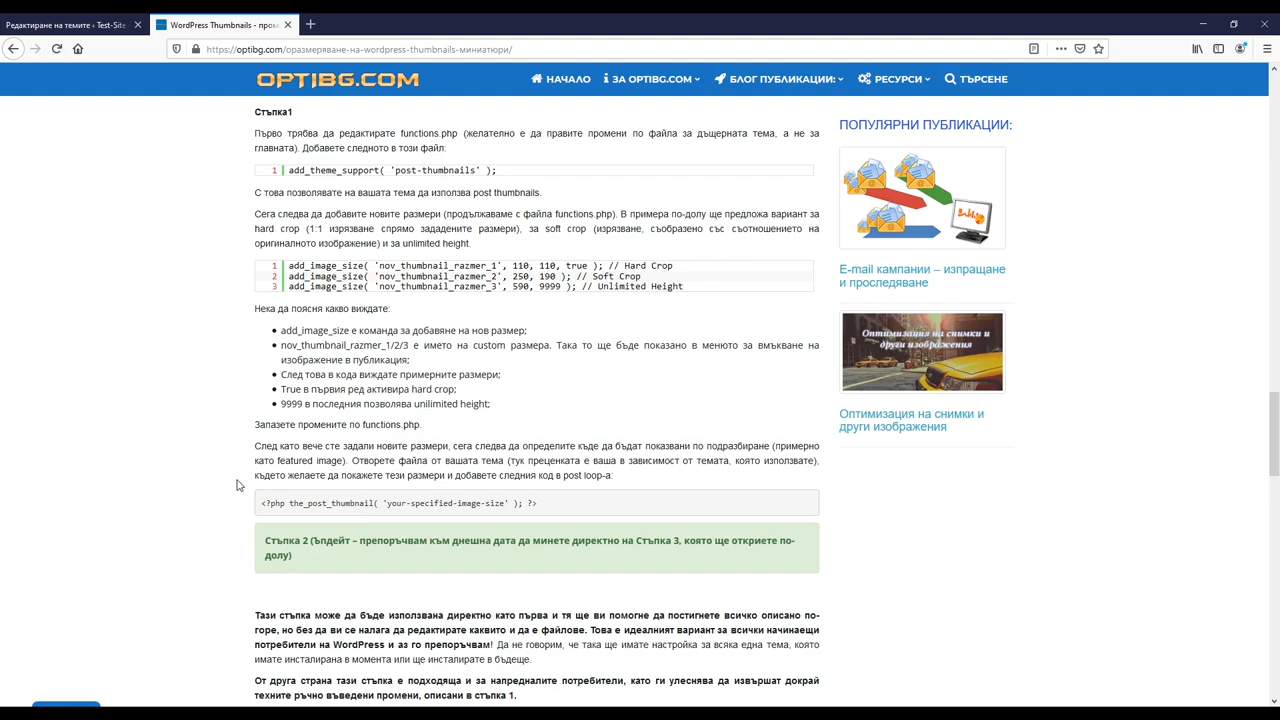 Редактиране на темите ‹ Test-Site
WordPress Thumbnails - пром
https://optibg.com/оразмеряване-на-wordpress-thumbnails-миниатюри/
OPTIBG.COM
НАЧАЛО
ЗА OPTIBG.COM
БЛОГ ПУБЛИКАЦИИ:
РЕСУРСИ
ТЪРСЕНЕ
Стъпка1
Първо трябва да редактирате functions.php (желателно е да правите промени по файла за дъщерната тема, а не за
главната). Добавете следното в този файл:
1 add_theme_support( 'post-thumbnails' );
С това позволявате на вашата тема да използва post thumbnails.
Сега следва да добавите новите размери (продължаваме с файла functions.php). В примера по-долу ще предложа вариант за
hard crop (1:1 изрязване спрямо зададените размери), за soft crop (изрязване, съобразено със съотношението на
оригиналното изображение) и за unlimited height.
1 add_image_size( 'nov_thumbnail_razmer_1', 110, 110, true ); // Hard Crop
2 add_image_size( 'nov_thumbnail_razmer_2', 250, 190 ); // Soft Crop
3 add_image_size( 'nov_thumbnail_razmer_3', 590, 9999 ); // Unlimited Height
Нека да поясня какво виждате:
add_image_size е команда за добавяне на нов размер;
nov_thumbnail_razmer_1/2/3 е името на custom размера. Така то ще бъде показано в менюто за вмъкване на
изображение в публикация;
След това в кода виждате примерните размери;
True в първия ред активира hard crop;
9999 в последния позволява unilimited height;
Запазете промените по functions.php.
След като вече сте задали новите размери, сега следва да определите къде да бъдат показвани по подразбиране (примерно
като featured image). Отворете файла от вашата тема (тук преценката е ваша в зависимост от темата, която използвате),
където желаете да покажете тези размери и добавете следния код в post loop-а:
<?php the_post_thumbnail( 'your-specified-image-size' ); ?>
Стъпка 2 (Ъпдейт – препоръчвам към днешна дата да минете директно на Стъпка 3, която ще откриете по-
долу)
Тази стъпка може да бъде използвана директно като първа и тя ще ви помогне да постигнете всичко описано по-
горе, но без да ви се налага да редактирате каквито и да е файлове. Това е идеалният вариант за всички начинаещи
потребители на WordPress и аз го препоръчвам! Да не говорим, че така ще имате настройка за всяка една тема, която
имате инсталирана в момента или ще инсталирате в бъдеще.
От друга страна тази стъпка е подходяща и за напредналите потребители, като ги улеснява да извършат докрай
техните ръчно въведени промени, описани в стъпка 1.
ПОПУЛЯРНИ ПУБЛИКАЦИИ:
E-mail кампании – изпращане
и проследяване
Оптимизация на снимки и
други изображения
Оптимизация на снимки и
други изображения